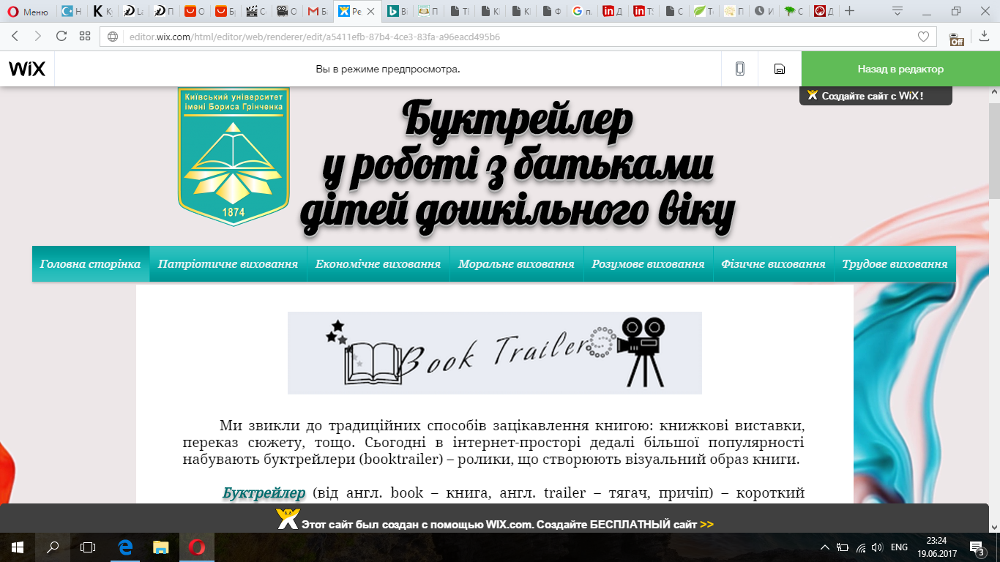 Меню
editor.wix.com/html/editor/web/renderer/edit/a5411efb-87b4-4ce3-83fa-a96eacd495b6
Off
WiX
Вы в режиме предпросмотра.
Назад в редактор
Создайте сайт с WiX!
Київський університет
імені Бориса Грінченка
1874
Буктрейлер
у роботі з батьками
дітей дошкільного віку
Головна сторінка
Патріотичне виховання
Економічне виховання
Моральне виховання
Розумове виховання
Фізичне виховання
Трудове виховання
Book Trailer
Ми звикли до традиційних способів зацікавлення книгою: книжкові виставки,
переказ сюжету, тощо. Сьогодні в інтернет-просторі дедалі більшої популярності
набувають буктрейлери (booktrailer) – ролики, що створюють візуальний образ книги.
Буктрейлер (від англ. book – книга, англ. trailer – тягач, причіп) – короткий
Этот сайт был создан с помощью WIX.com. Создайте БЕСПЛАТНЫЙ сайт >>
ENG
23:24
19.06.2017
3